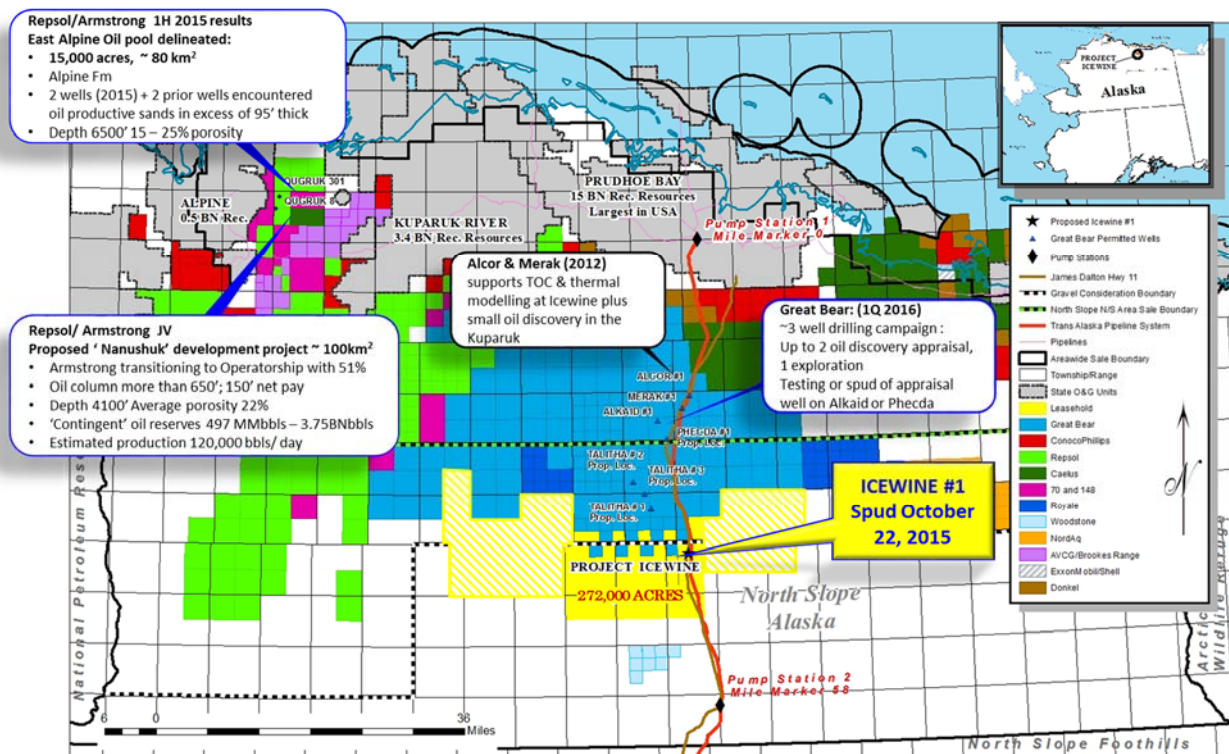 Repsol/Armstrong 1H 2015 results
East Alpine Oil pool delineated:
• 15,000 acres, ~ 80 km²
• Alpine Fm
• 2 wells (2015) + 2 prior wells encountered
oil productive sands in excess of 95' thick
• Depth 6500' 15 – 25% porosity
PROJECT
ICEWINE
Alaska
QUGRUK 301
QUGRUK 8
ALPINE
0.5 BN Rec.
KUPARUK RIVER
3.4 BN Rec. Resources
PRUDHOE BAY
15 BN Rec. Resources
Largest in USA
Pump Station 1
Mile Marker 0
Alcor & Merak (2012)
supports TOC & thermal
modelling at Icewine plus
small oil discovery in the
Kuparuk
Great Bear: (1Q 2016)
~3 well drilling campaign :
Up to 2 oil discovery appraisal,
1 exploration
Testing or spud of appraisal
well on Alkaid or Phecda
Repsol/ Armstrong JV
Proposed ‘ Nanushuk’ development project ~ 100km²
• Armstrong transitioning to Operatorship with 51%
• Oil column more than 650'; 150' net pay
• Depth 4100' Average porosity 22%
• ‘Contingent’ oil reserves 497 MMbbls – 3.75BNbbls
• Estimated production 120,000 bbls/ day
ALCOR #1
MERAK #1
ALKAID #1
PHECDA #1
Prop. Loc.
TALITHA # 2
Prop. Loc.
TALITHA # 3
Prop. Loc.
TALITHA # 1
Prop. Loc.
ICEWINE #1
Spud October
22, 2015
PROJECT ICEWINE
272,000 ACRES
North Slope
Alaska
Pump Station 2
Mile Marker 58
National Petroleum Rese
Arctic
Wildlife Refuge
North Slope Foothills
6 0 36
Miles
Proposed Icewine #1
Great Bear Permitted Wells
Pump Stations
James Dalton Hwy 11
Gravel Consideration Boundary
North Slope N/S Area Sale Boundary
Trans Alaska Pipeline System
Pipelines
Areawide Sale Boundary
Township/Range
State O&G Units
Leasehold
Great Bear
ConocoPhillips
Repsol
Caelus
70 and 148
Royale
Woodstone
NordAq
AVCG/Brookes Range
ExxonMobil/Shell
Donkel
N